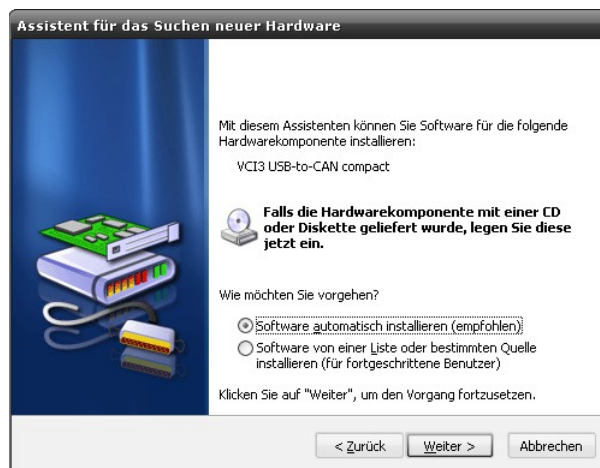 Assistent für das Suchen neuer Hardware
Mit diesem Assistenten können Sie Software für die folgende
Hardwarekomponente installieren:
VCI3 USB-to-CAN compact
Falls die Hardwarekomponente mit einer CD
oder Diskette geliefert wurde, legen Sie diese
jetzt ein.
Wie möchten Sie vorgehen?
Software automatisch installieren (empfohlen)
Software von einer Liste oder bestimmten Quelle
installieren (für fortgeschrittene Benutzer)
Klicken Sie auf "Weiter", um den Vorgang fortzusetzen.
< Zurück Weiter > Abbrechen